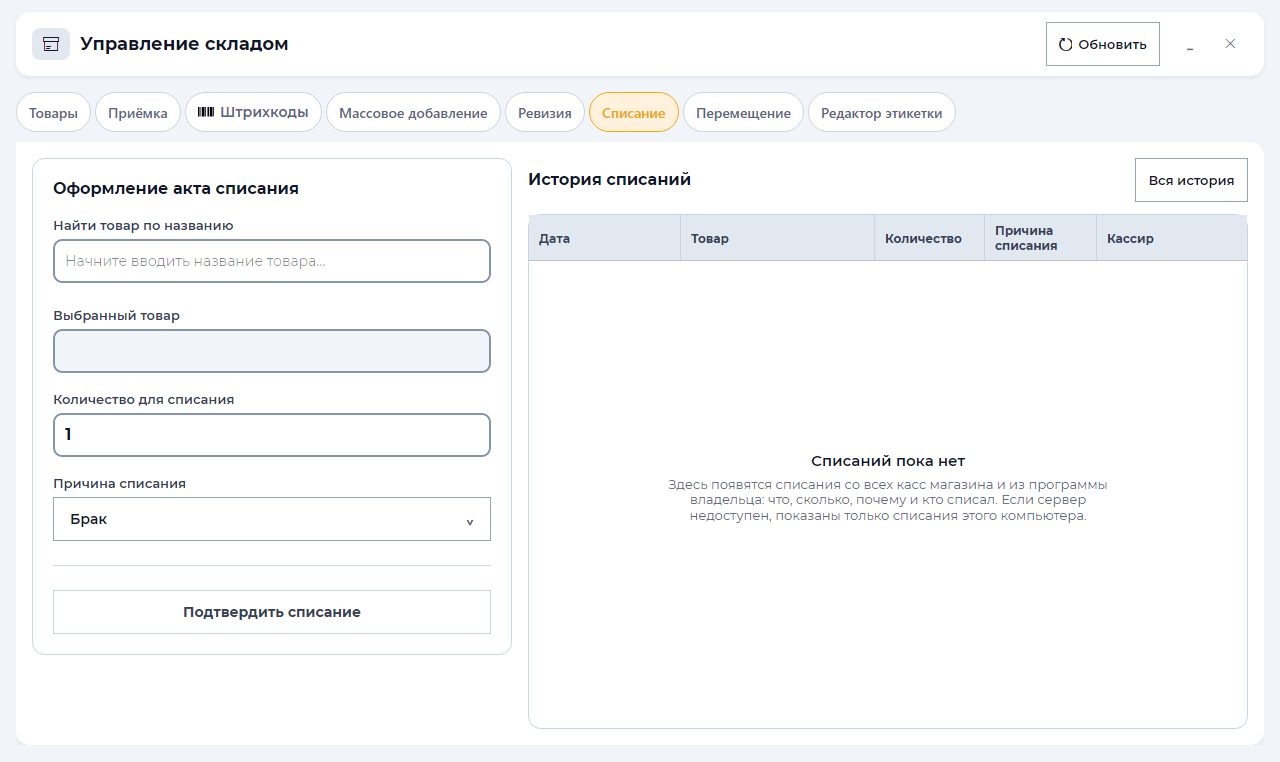 Управление складом
Обновить
Товары
Приёмка
Штрихкоды
Массовое добавление
Ревизия
Списание
Перемещение
Редактор этикетки
Оформление акта списания
Найти товар по названию
Начните вводить название товара...
Выбранный товар
Количество для списания
1
Причина списания
Брак
Подтвердить списание
История списаний
Вся история
Дата
Товар
Количество
Причина
списания
Кассир
Списаний пока нет
Здесь появятся списания со всех касс магазина и из программы
владельца: что, сколько, почему и кто списал. Если сервер
недоступен, показаны только списания этого компьютера.